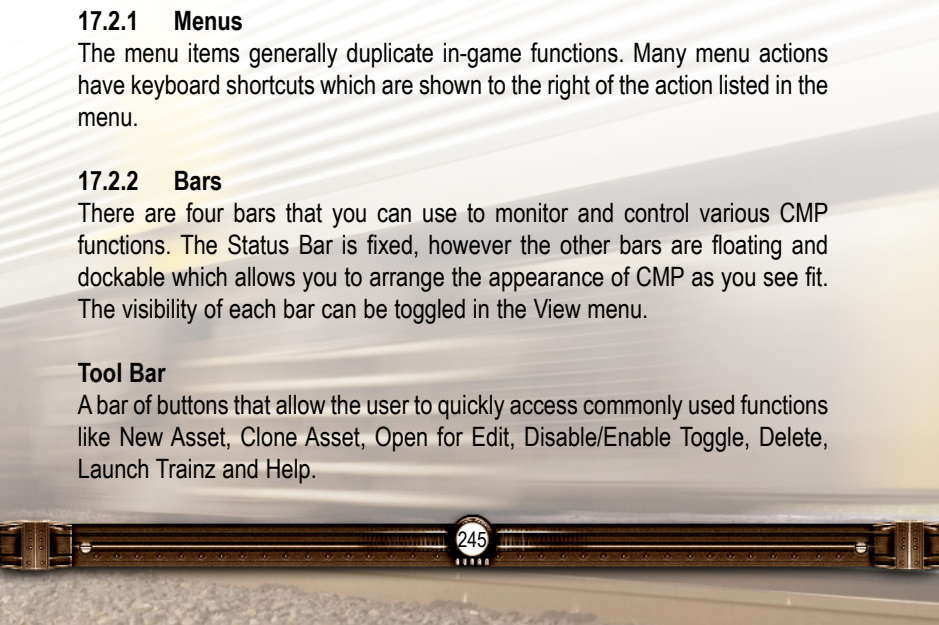 17.2.1 Menus
The menu items generally duplicate in-game functions. Many menu actions
have keyboard shortcuts which are shown to the right of the action listed in the
menu.
17.2.2 Bars
There are four bars that you can use to monitor and control various CMP
functions. The Status Bar is fixed, however the other bars are floating and
dockable which allows you to arrange the appearance of CMP as you see fit.
The visibility of each bar can be toggled in the View menu.
Tool Bar
A bar of buttons that allow the user to quickly access commonly used functions
like New Asset, Clone Asset, Open for Edit, Disable/Enable Toggle, Delete,
Launch Trainz and Help.
245